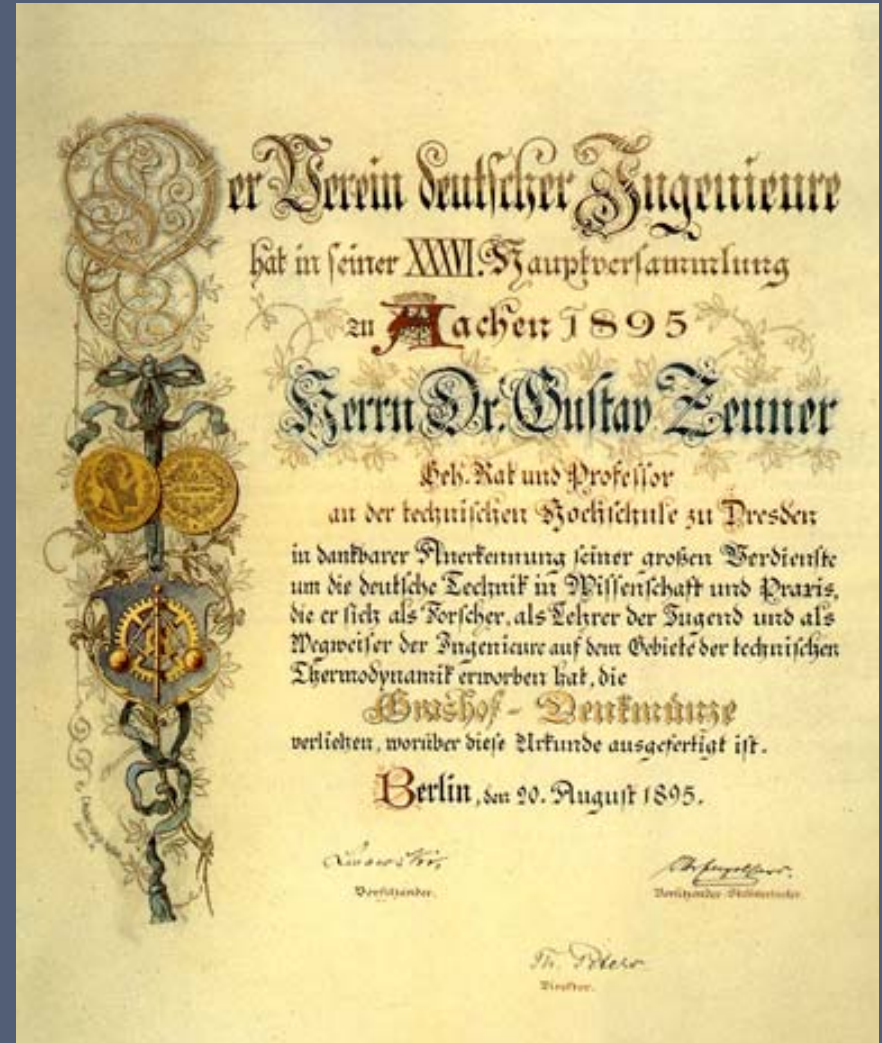 Der Verein deutscher Ingenieure
hat in seiner XXXVI. Hauptversammlung
zu Aachen 1895
Herrn Dr. Gustav Zeuner
Geh. Rat und Professor
an der technischen Hochschule zu Dresden
in dankbarer Anerkennung seiner großen Verdienste
um die deutsche Technik in Wissenschaft und Praxis,
die er sich als Forscher, als Lehrer der Jugend und als
Wegweiser der Ingenieure auf dem Gebiete der technischen
Thermodynamik erworben hat, die
Grashof - Denkmünze
verliehen, worüber diese Urkunde ausgefertigt ist.
Berlin, den 20. August 1895.
Vorsitzender.
Vorsitzender-Stellvertreter.
Th. Peters
Direktor.